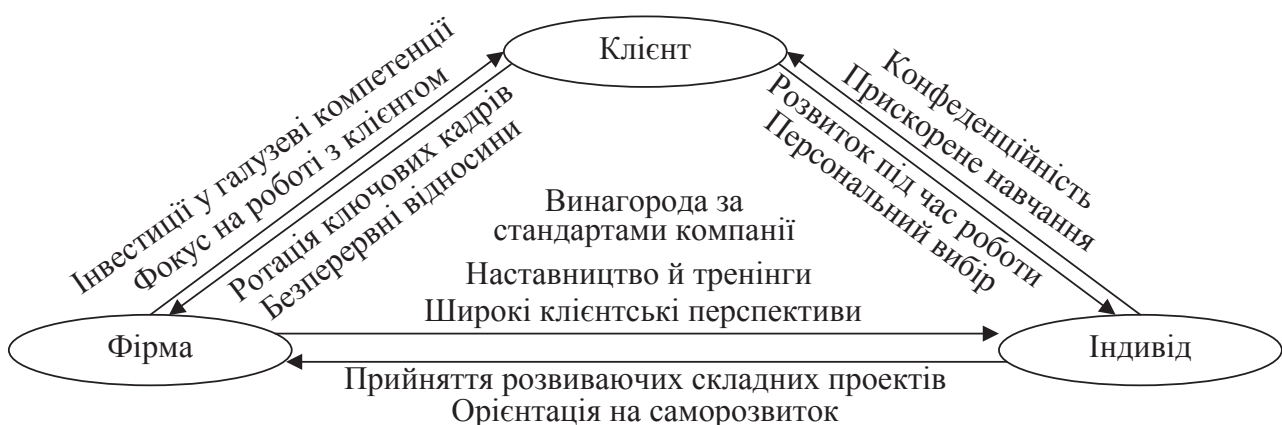 Клієнт
Інвестиції у галузеві компетенції
Фокус на роботі з клієнтом
Ротація ключових кадрів
Безперервні відносини
Конфеденційність
Прискорене навчання
Розвиток під час роботи
Персональний вибір
Винагорода за
стандартами компанії
Наставництво й тренінги
Широкі клієнтські перспективи
Фірма
Індивід
Прийняття розвиваючих складних проектів
Орієнтація на саморозвиток